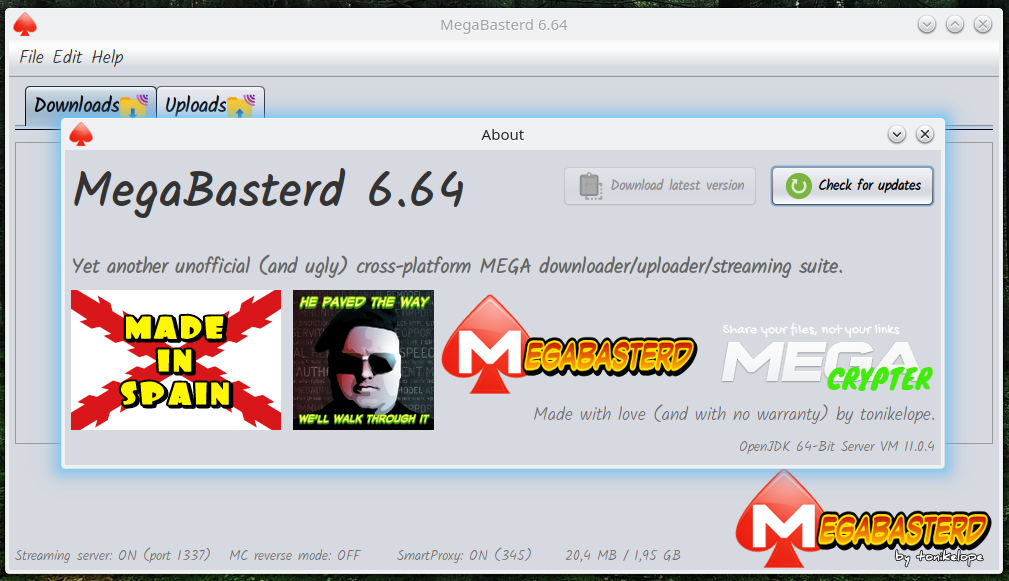 MegaBasterd 6.64
File Edit Help
Downloads Uploads
About
MegaBasterd 6.64
Download latest version
Check for updates
Yet another unofficial (and ugly) cross-platform MEGA downloader/uploader/streaming suite.
MADE
IN
SPAIN
HE PAVED THE WAY
WE'LL WALK THROUGH IT
MEGABASTERD
Share your files, not your links
MEGA
CRYPTER
Made with love (and with no warranty) by tonikelope.
OpenJDK 64-Bit Server VM 11.0.4
MEGABASTERD
by tonikelope
Streaming server: ON (port 1337) MC reverse mode: OFF SmartProxy: ON (345) 20,4 MB / 1,95 GB